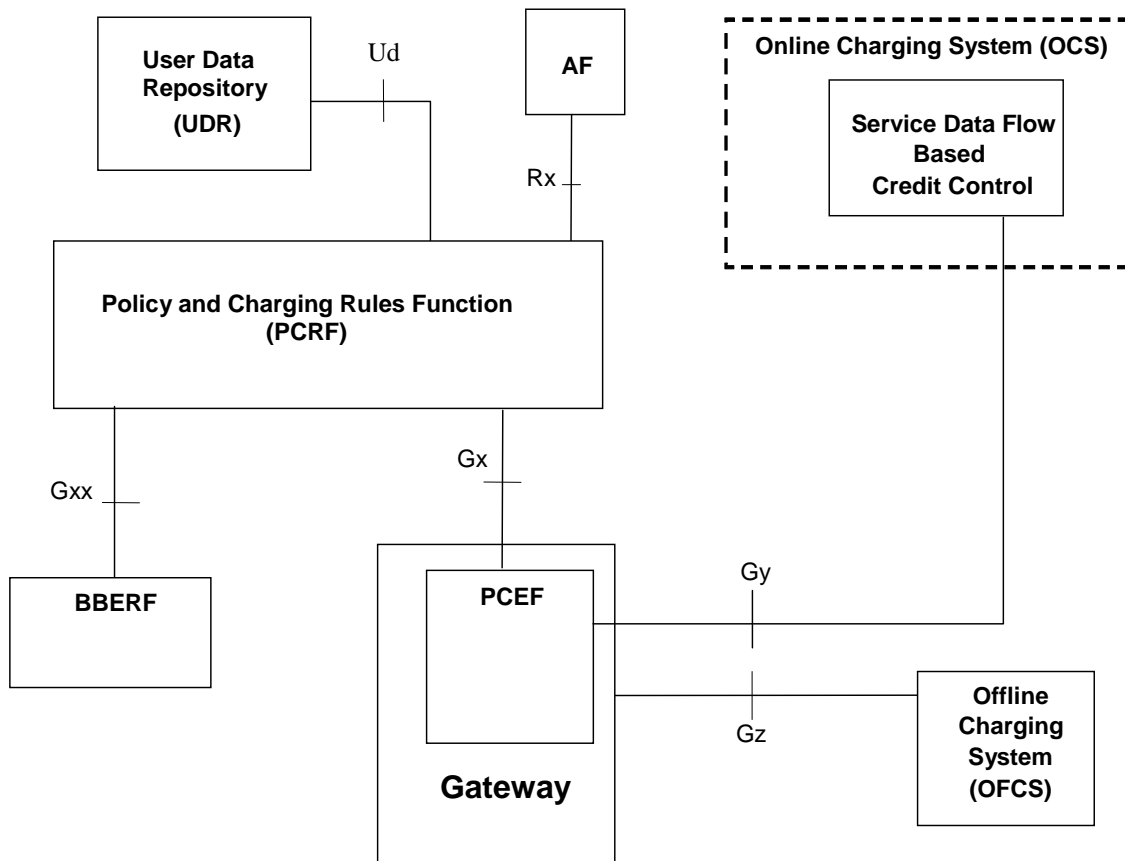 User Data
Repository
(UDR)
Ud
AF
Online Charging System (OCS)
Service Data Flow
Based
Credit Control
Rx
Policy and Charging Rules Function
(PCRF)
Gxx
Gx
BBERF
PCEF
Gy
Gz
Offline
Charging
System
(OFCS)
Gateway